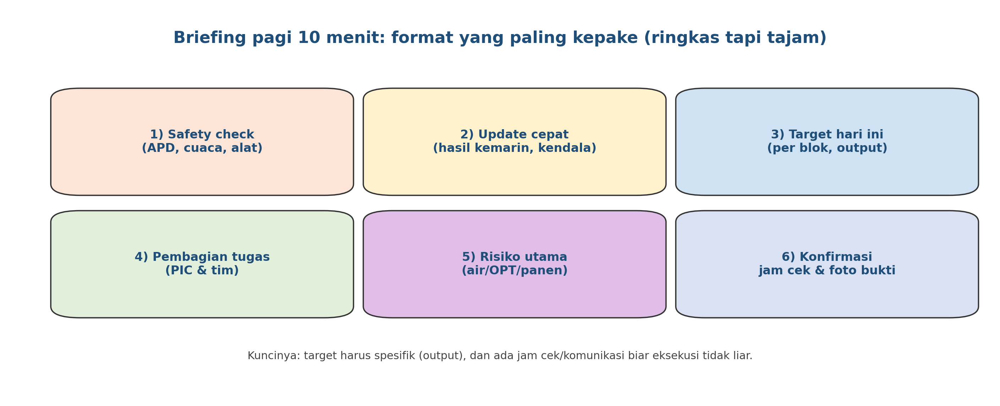 Briefing pagi 10 menit: format yang paling kepake (ringkas tapi tajam)
1) Safety check
(APD, cuaca, alat)
2) Update cepat
(hasil kemarin, kendala)
3) Target hari ini
(per blok, output)
4) Pembagian tugas
(PIC & tim)
5) Risiko utama
(air/OPT/panen)
6) Konfirmasi
jam cek & foto bukti
Kuncinya: target harus spesifik (output), dan ada jam cek/komunikasi biar eksekusi tidak liar.